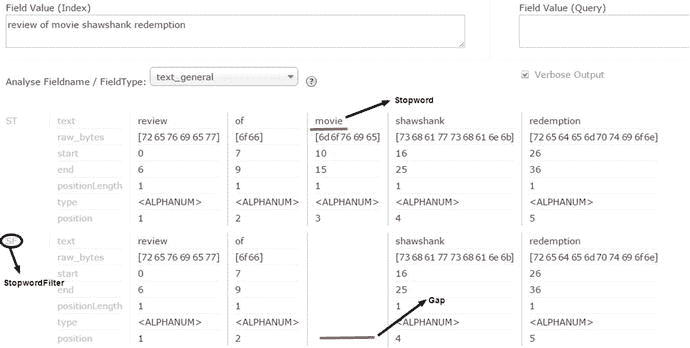 Field Value (Index) Field Value (Query)
review of movie shawshank redemption
Analyse Fieldname / FieldType: text_general ? Verbose Output
Stopword
ST text review of movie shawshank redemption
raw_bytes [72 65 76 69 65 77] [6f 66] [6d 6f 76 69 65] [73 68 61 77 73 68 61 6e 6b] [72 65 64 65 6d 70 74 69 6f 6e]
start 0 7 10 16 26
end 6 9 15 25 36
positionLength 1 1 1 1 1
type <ALPHANUM> <ALPHANUM> <ALPHANUM> <ALPHANUM> <ALPHANUM>
position 1 2 3 4 5
SF text review of shawshank redemption
raw_bytes [72 65 76 69 65 77] [6f 66] [73 68 61 77 73 68 61 6e 6b] [72 65 64 65 6d 70 74 69 6f 6e]
start 0 7 16 26
StopwordFilter
end 6 9 25 36
Gap
positionLength 1 1 1 1
type <ALPHANUM> <ALPHANUM> <ALPHANUM> <ALPHANUM>
position 1 2 4 5